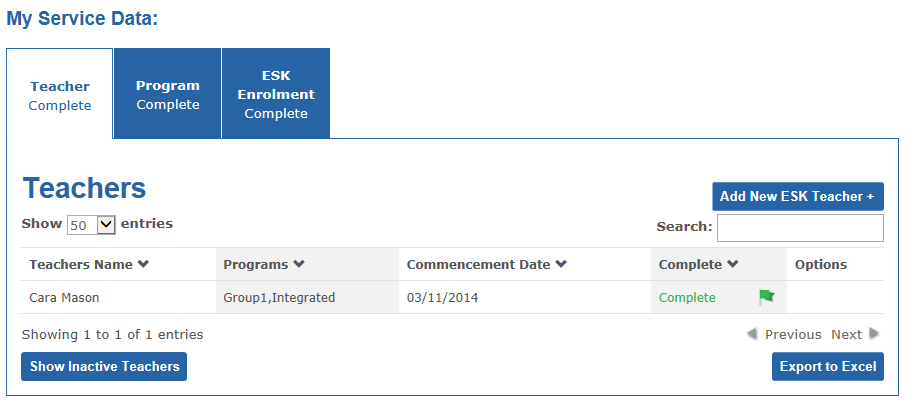 My Service Data:
Teacher
Complete
Program
Complete
ESK
Enrolment
Complete
Teachers
Add New ESK Teacher +
Show 50 entries
Search:
Teachers Name Programs Commencement Date Complete Options
Cara Mason Group1,Integrated 03/11/2014 Complete
Showing 1 to 1 of 1 entries
Previous Next
Show Inactive Teachers
Export to Excel